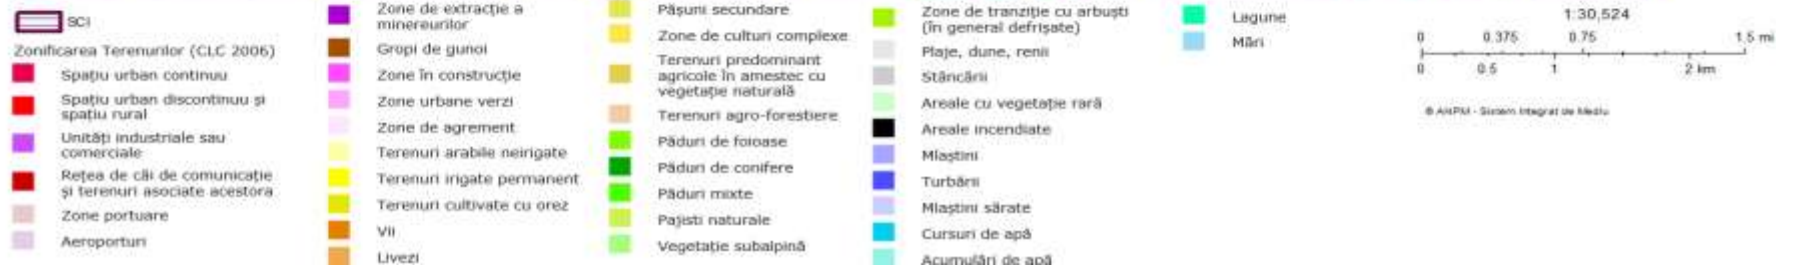 SCI
Zonificarea Terenurilor (CLC 2006)
Spațiu urban continuu
Spațiu urban discontinuu și
spațiu rural
Unități industriale sau
comerciale
Rețea de căi de comunicație
și terenuri asociate acestora
Zone portuare
Aeroporturi
Zone de extracție a
minereurilor
Gropi de gunoi
Zone în construcție
Zone urbane verzi
Zone de agrement
Terenuri arabile neirigate
Terenuri irigate permanent
Terenuri cultivate cu orez
Vii
Livezi
Pășuni secundare
Zone de culturi complexe
Terenuri predominant
agricole în amestec cu
vegetație naturală
Terenuri agro-forestiere
Păduri de foioase
Păduri de conifere
Păduri mixte
Pajisti naturale
Vegetație subalpină
Zone de tranziție cu arbuști
(în general defrișate)
Plaje, dune, renii
Stâncării
Areale cu vegetație rară
Areale incendiate
Mlaștini
Turbării
Mlaștini sărate
Cursuri de apă
Acumulări de apă
Lagune
Mări
1:30,524
0 0.375 0.75 1.5 mi
0 0.5 1 2 km
© ANPM - Sistem Integrat de Mediu